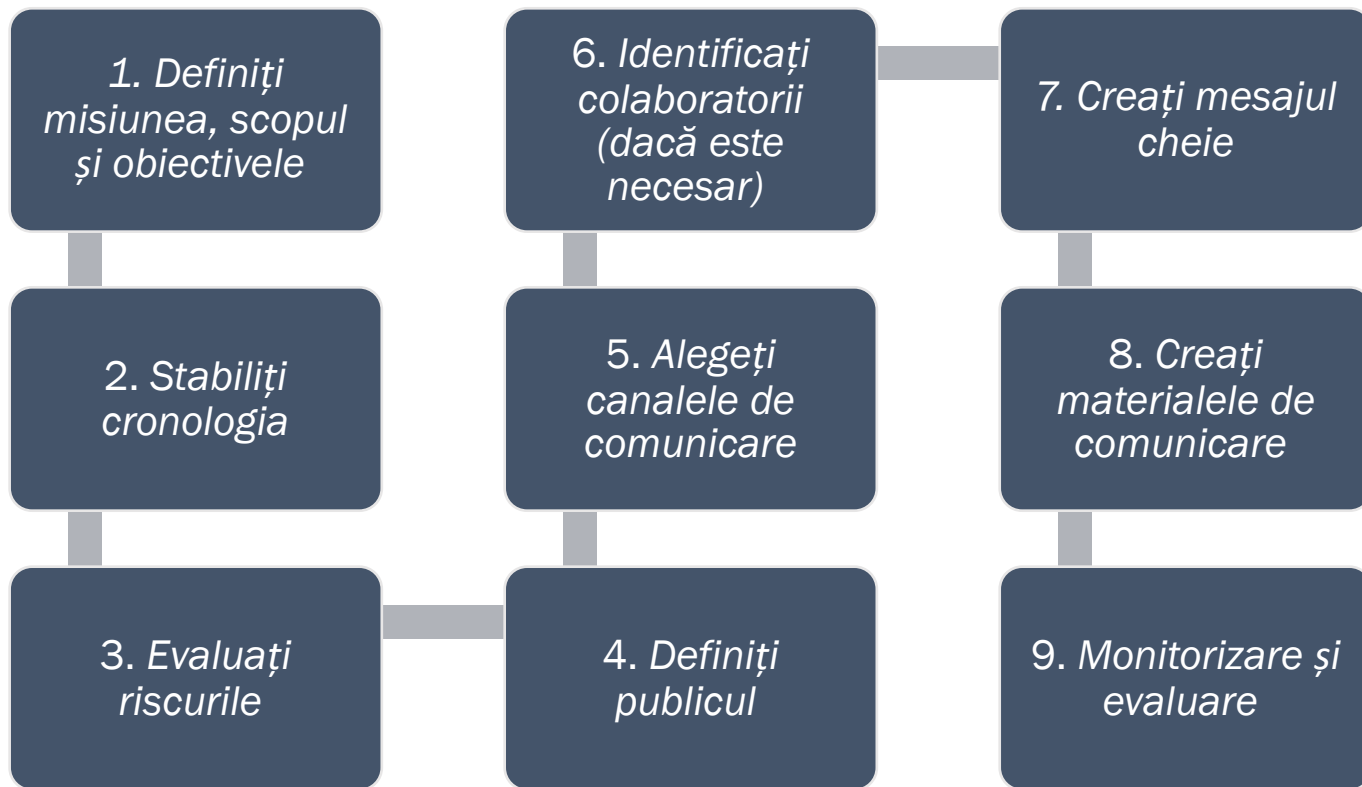 1. Definiți
misiunea, scopul
și obiectivele
2. Stabiliți
cronologia
3. Evaluați
riscurile
4. Definiți
publicul
5. Alegeți
canalele de
comunicare
6. Identificați
colaboratorii
(dacă este
necesar)
7. Creați mesajul
cheie
8. Creați
materialele de
comunicare
9. Monitorizare și
evaluare